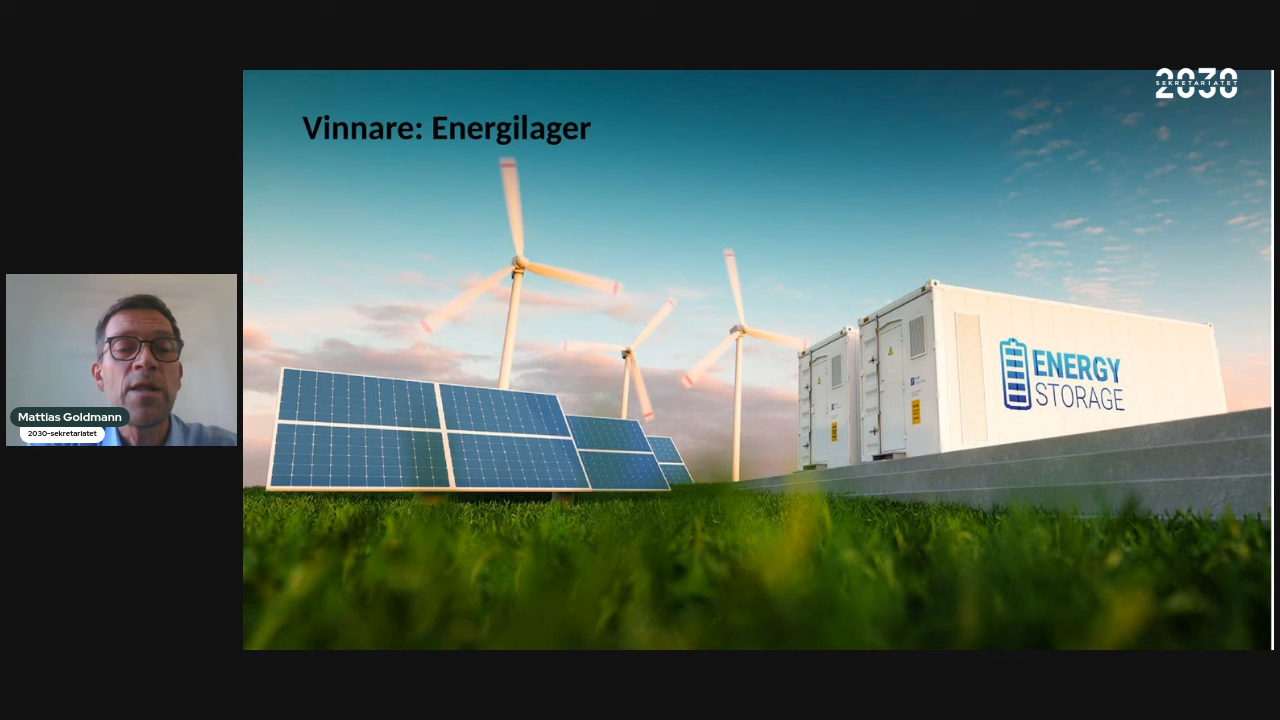 2030
SEKRETARIATET
Vinnare: Energilager
ENERGY
STORAGE
Mattias Goldmann
2030-sekretariatet